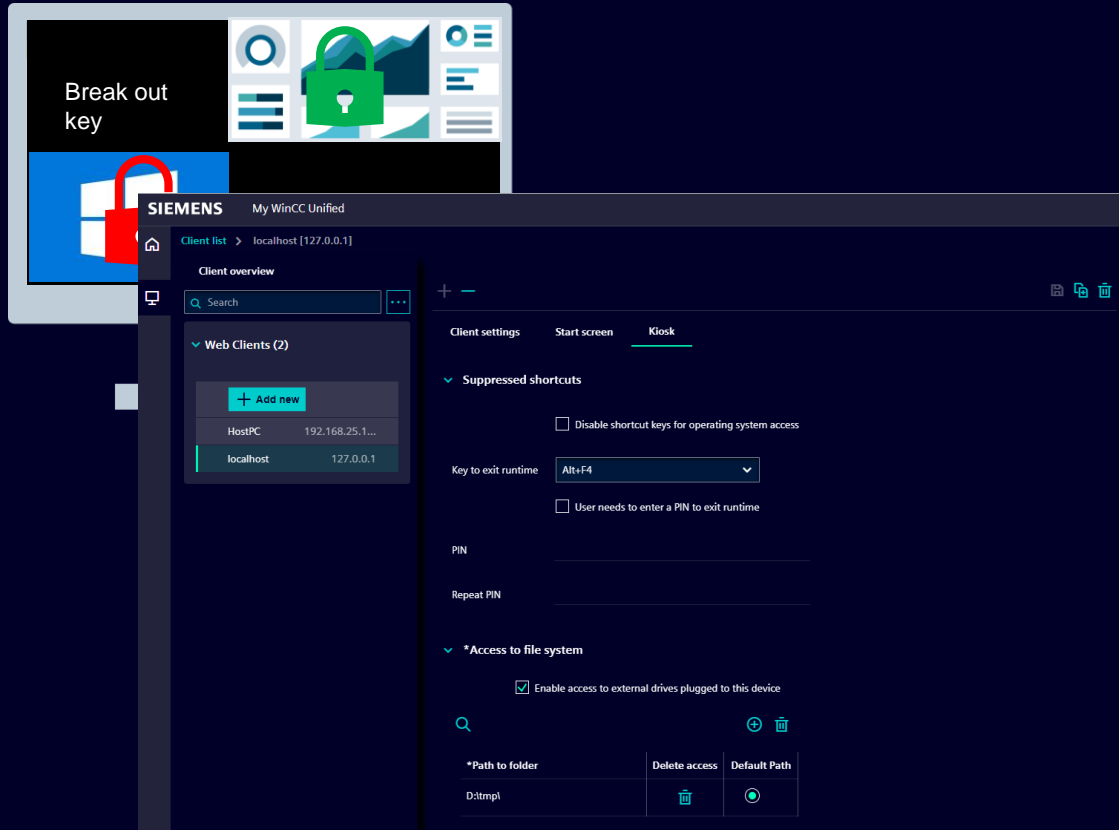 Break out
key
SIEMENS My WinCC Unified
Client list > localhost [127.0.0.1]
Client overview
Search
Client settings Start screen Kiosk
Web Clients (2)
Suppressed shortcuts
Add new
Disable shortcut keys for operating system access
HostPC 192.168.25.1...
localhost 127.0.0.1
Key to exit runtime Alt+F4
User needs to enter a PIN to exit runtime
PIN
Repeat PIN
*Access to file system
Enable access to external drives plugged to this device
*Path to folder Delete access Default Path
D:\tmp\